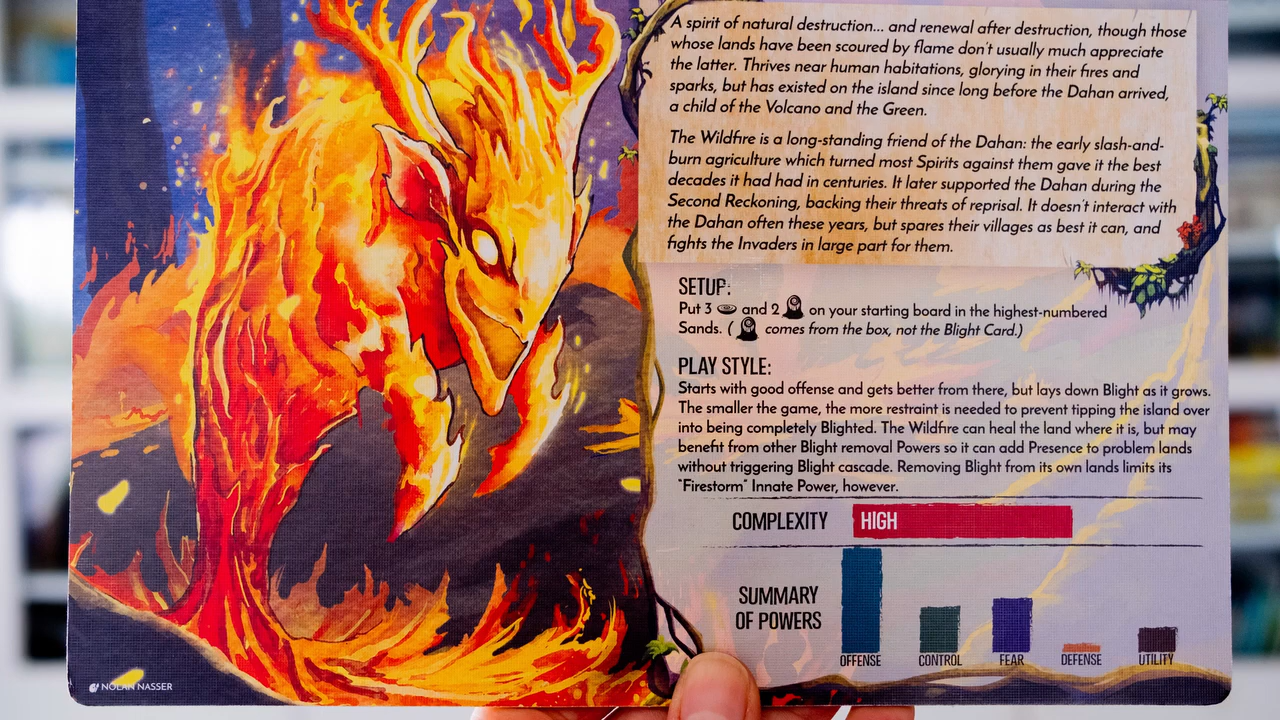 A spirit of natural destruction... and renewal after destruction, though those
whose lands have been scoured by flame don't usually much appreciate
the latter. Thrives near human habitations, glorying in their fires and
sparks, but has existed on the island since long before the Dahan arrived,
a child of the Volcano and the Green.
The Wildfire is a long-standing friend of the Dahan: the early slash-and-
burn agriculture which turned most Spirits against them gave it the best
decades it had had in centuries. It later supported the Dahan during the
Second Reckoning, backing their threats of reprisal. It doesn't interact with
the Dahan often these years, but spares their villages as best it can, and
fights the Invaders in large part for them.
SETUP:
Put 3 and 2 on your starting board in the highest-numbered
Sands. ( comes from the box, not the Blight Card.)
PLAY STYLE:
Starts with good offense and gets better from there, but lays down Blight as it grows.
The smaller the game, the more restraint is needed to prevent tipping the island over
into being completely Blighted. The Wildfire can heal the land where it is, but may
benefit from other Blight removal Powers so it can add Presence to problem lands
without triggering Blight cascade. Removing Blight from its own lands limits its
"Firestorm" Innate Power, however.
COMPLEXITY HIGH
SUMMARY
OF POWERS
OFFENSE CONTROL FEAR DEFENSE UTILITY
NOLAN NASSER